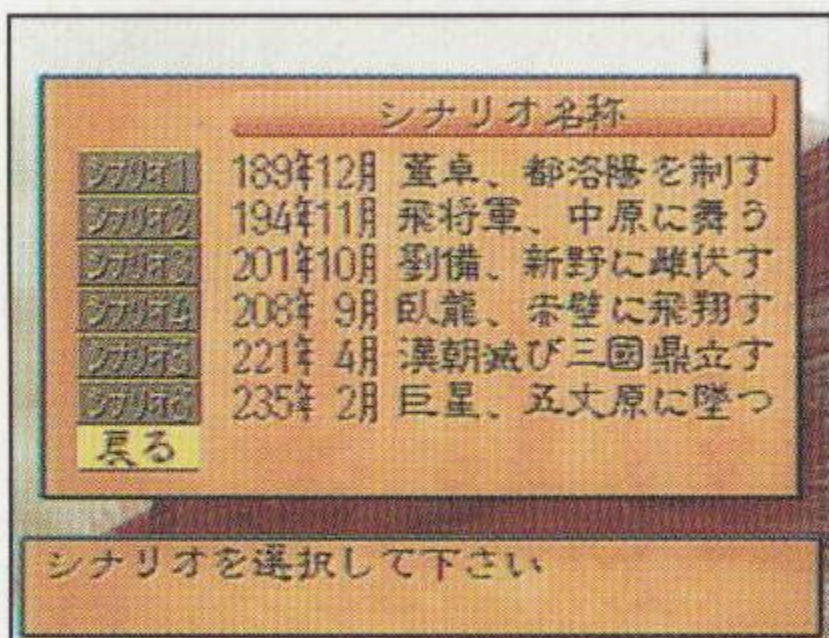 シナリオ名称
シナリオ1 189年12月 董卓、都洛陽を制す
シナリオ2 194年11月 飛将軍、中原に舞う
シナリオ3 201年10月 劉備、新野に雌伏す
シナリオ4 208年 9月 臥龍、赤壁に飛翔す
シナリオ5 221年 4月 漢朝滅び三國鼎立す
シナリオ6 235年 2月 巨星、五丈原に墜つ
戻る
シナリオを選択して下さい